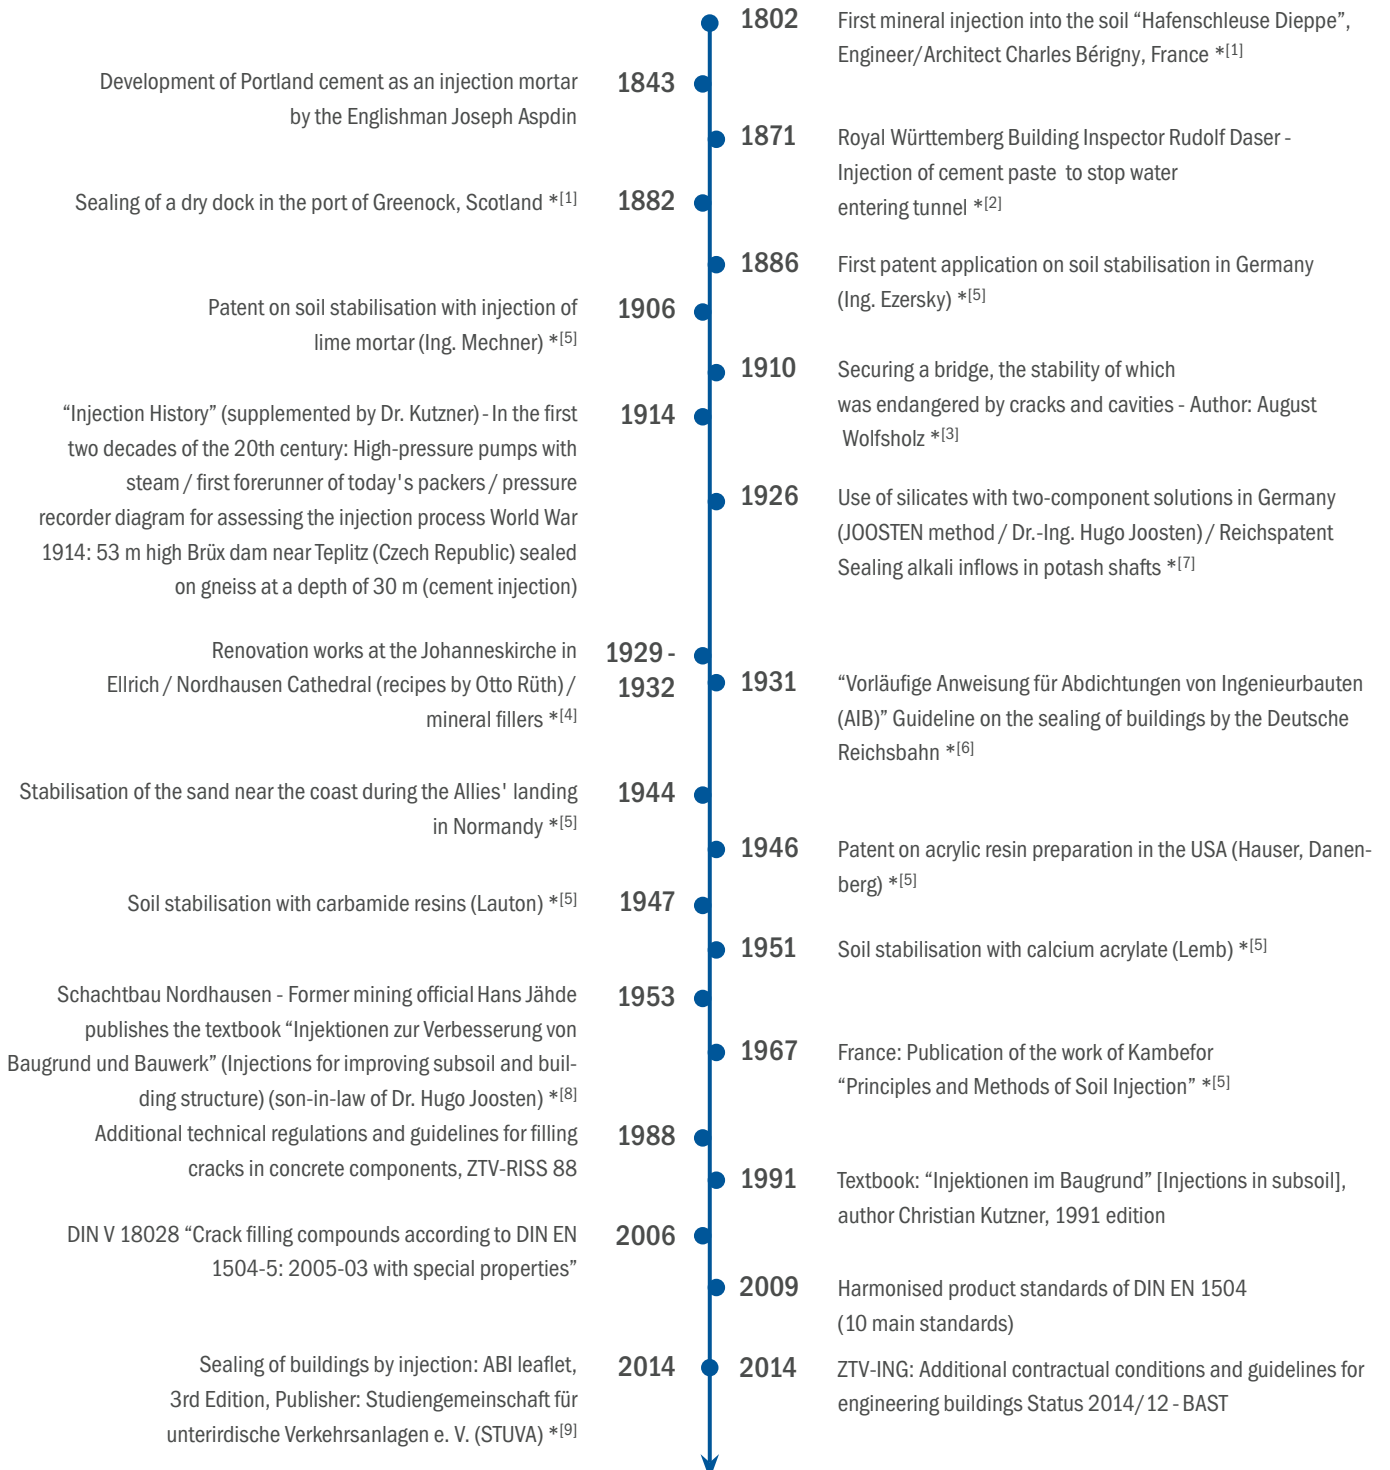 1802
First mineral injection into the soil “Hafenschleuse Dieppe”,
Engineer/Architect Charles Bérigny, France *[1]
Development of Portland cement as an injection mortar
by the Englishman Joseph Aspdin
1843
1871
Royal Württemberg Building Inspector Rudolf Daser -
Injection of cement paste to stop water
entering tunnel *[2]
Sealing of a dry dock in the port of Greenock, Scotland *[1]
1882
1886
First patent application on soil stabilisation in Germany
(Ing. Ezersky) *[5]
Patent on soil stabilisation with injection of
lime mortar (Ing. Mechner) *[5]
1906
1910
Securing a bridge, the stability of which
was endangered by cracks and cavities - Author: August
Wolfsholz *[3]
“Injection History” (supplemented by Dr. Kutzner) - In the first
two decades of the 20th century: High-pressure pumps with
steam / first forerunner of today's packers / pressure
recorder diagram for assessing the injection process World War
1914: 53 m high Brüx dam near Teplitz (Czech Republic) sealed
on gneiss at a depth of 30 m (cement injection)
1914
1926
Use of silicates with two-component solutions in Germany
(JOOSTEN method / Dr.-Ing. Hugo Joosten) / Reichspatent
Sealing alkali inflows in potash shafts *[7]
Renovation works at the Johanneskirche in
Ellrich / Nordhausen Cathedral (recipes by Otto Rüth) /
mineral fillers *[4]
1929 -
1932
1931
“Vorläufige Anweisung für Abdichtungen von Ingenieurbauten
(AIB)” Guideline on the sealing of buildings by the Deutsche
Reichsbahn *[6]
Stabilisation of the sand near the coast during the Allies' landing
in Normandy *[5]
1944
1946
Patent on acrylic resin preparation in the USA (Hauser, Danen-
berg) *[5]
Soil stabilisation with carbamide resins (Lauton) *[5]
1947
1951
Soil stabilisation with calcium acrylate (Lemb) *[5]
Schachtbau Nordhausen - Former mining official Hans Jähde
publishes the textbook “Injektionen zur Verbesserung von
Baugrund und Bauwerk” (Injections for improving subsoil and buil-
ding structure) (son-in-law of Dr. Hugo Joosten) *[8]
1953
1967
France: Publication of the work of Kambefor
“Principles and Methods of Soil Injection” *[5]
Additional technical regulations and guidelines for filling
cracks in concrete components, ZTV-RISS 88
1988
1991
Textbook: “Injektionen im Baugrund” [Injections in subsoil],
author Christian Kutzner, 1991 edition
DIN V 18028 “Crack filling compounds according to DIN EN
1504-5: 2005-03 with special properties”
2006
2009
Harmonised product standards of DIN EN 1504
(10 main standards)
Sealing of buildings by injection: ABI leaflet,
3rd Edition, Publisher: Studiengemeinschaft für
unterirdische Verkehrsanlagen e. V. (STUVA) *[9]
2014
2014
ZTV-ING: Additional contractual conditions and guidelines for
engineering buildings Status 2014/12 - BAST